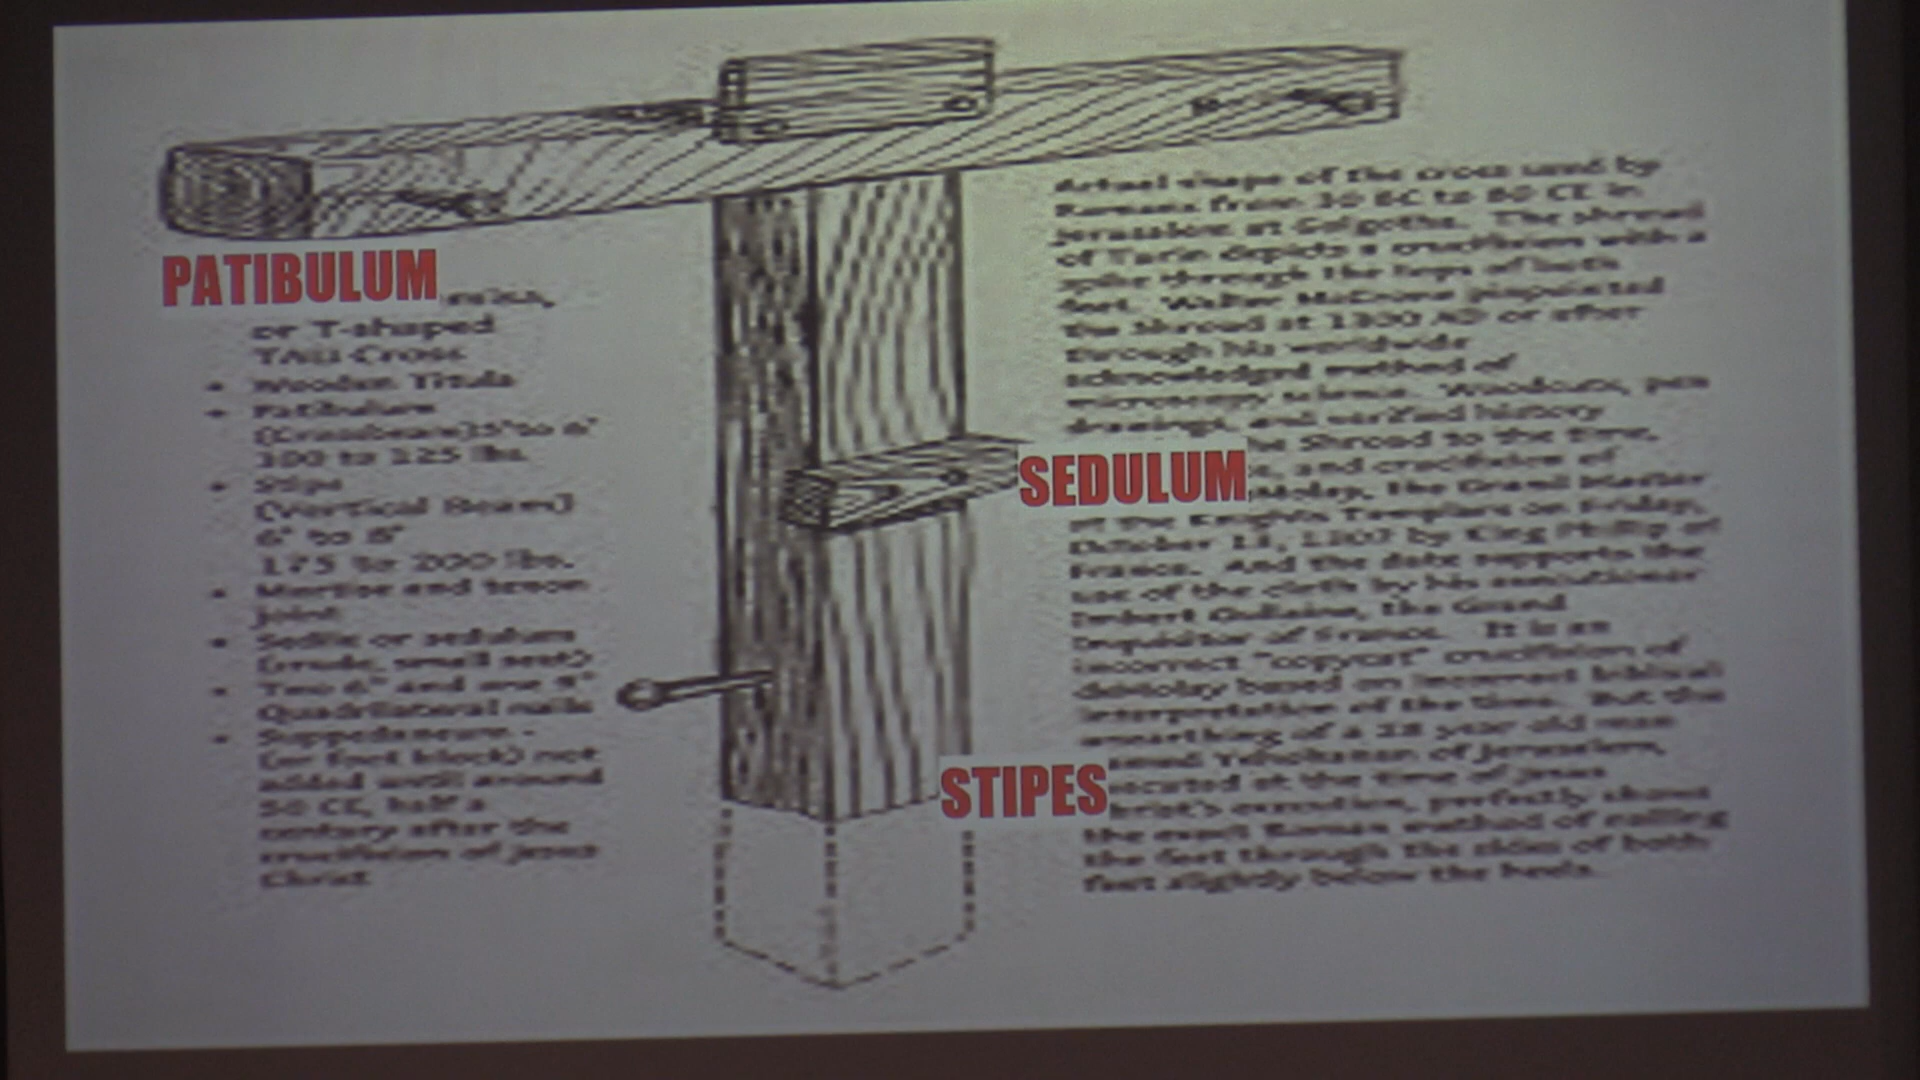 PATIBULUM
or T-shaped
TAU Cross
• Wooden Titula
• Patibulum
(Crossbeam) 5' to 6'
100 to 125 lbs.
• Stipe
(Vertical Beam)
6' to 8'
175 to 200 lbs.
• Mortise and tenon
joint
• Sedile or sedulum
(crude, small seat)
• Two 6" and one 9"
Quadrilateral nails
• Suppedaneum -
(or foot block) not
added until around
50 CE, half a
century after the
crucifixion of Jesus
Christ
SEDULUM
STIPES
Actual shape of the cross used by
Romans from 30 BC to 80 CE in
Jerusalem at Golgotha. The shroud
of Turin depicts a crucifixion with a
spike through the tops of both
feet. Walter McCrone pinpointed
the Shroud at 1300 AD or after
through his worldwide
acknowledged method of
microscopy science. Woodcuts, pen
drawings, and verified history
he Shroud to the time,
and crucifixion of
Molay, the Grand Master
of the Knights Templars on Friday,
October 13, 1307 by King Phillip of
France. And the date supports the
use of the cloth by his executioner
the Grand
Inquisitor of France. It is an
incorrect "copycat" crucifixion of
deMolay based on incorrect biblical
interpretation of the time. But the
unearthing of a 28 year old man
named Yehohanan of Jerusalem,
executed at the time of Jesus
Christ's execution, perfectly shows
the exact Roman method of nailing
the feet through the sides of both
feet slightly below the heels.